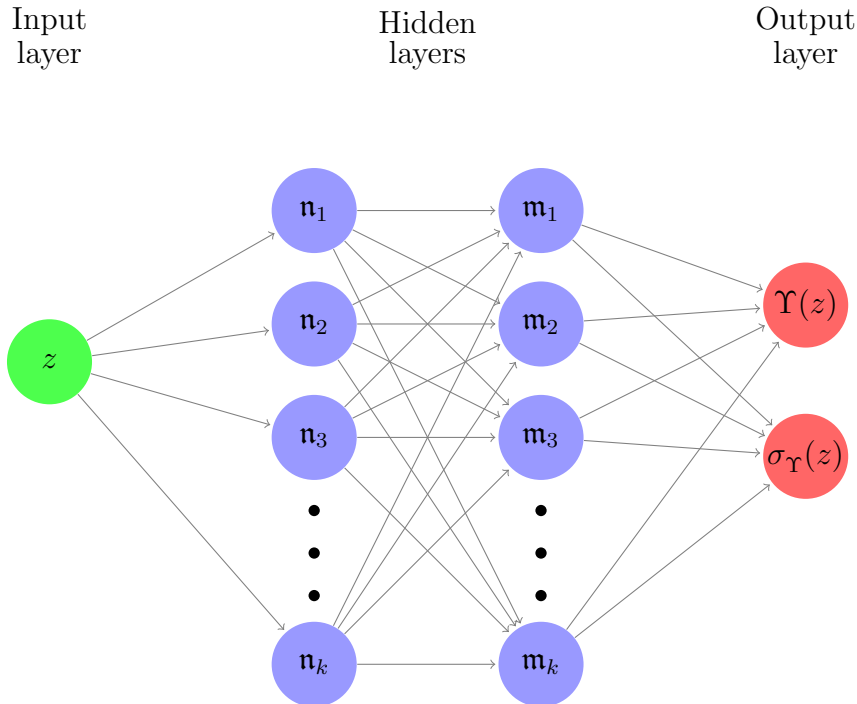 Input
layer
Hidden
layers
Output
layer
𝔫₁
𝔪₁
Υ(z)
𝔫₂
𝔪₂
z
𝔫₃
𝔪₃
σ_Υ(z)
𝔫ₖ
𝔪ₖ